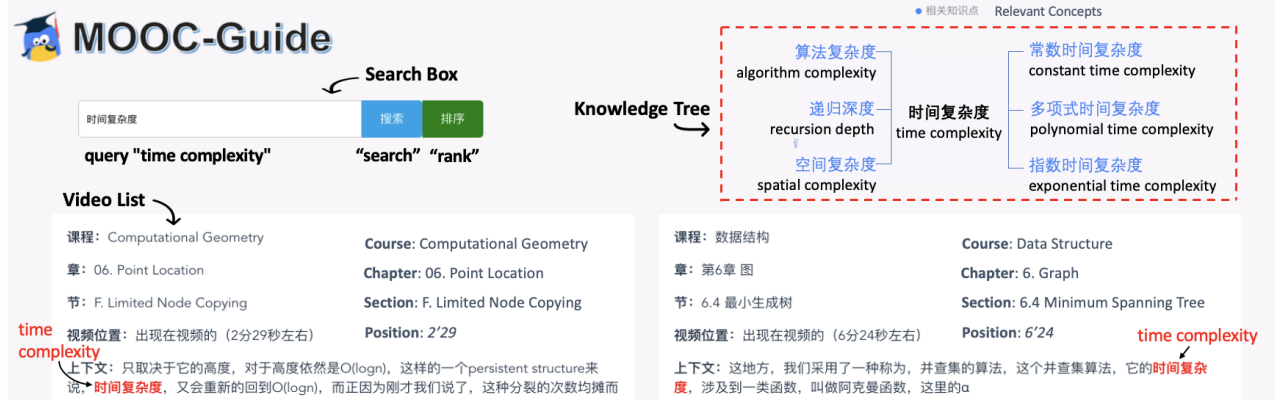 MOOC-Guide
Search Box
时间复杂度
搜索
排序
query "time complexity"
“search”
“rank”
相关知识点
Relevant Concepts
Knowledge Tree
算法复杂度
algorithm complexity
递归深度
recursion depth
空间复杂度
spatial complexity
时间复杂度
time complexity
常数时间复杂度
constant time complexity
多项式时间复杂度
polynomial time complexity
指数时间复杂度
exponential time complexity
Video List
课程：Computational Geometry
章：06. Point Location
节：F. Limited Node Copying
视频位置：出现在视频的（2分29秒左右）
Course: Computational Geometry
Chapter: 06. Point Location
Section: F. Limited Node Copying
Position: 2’29
time
complexity
上下文：只取决于它的高度，对于高度依然是O(logn)，这样的一个persistent structure来
说，时间复杂度，又会重新的回到O(logn)，而正因为刚才我们说了，这种分裂的次数均摊而
课程：数据结构
章：第6章 图
节：6.4 最小生成树
视频位置：出现在视频的（6分24秒左右）
Course: Data Structure
Chapter: 6. Graph
Section: 6.4 Minimum Spanning Tree
Position: 6’24
time complexity
上下文：这地方，我们采用了一种称为，并查集的算法，这个并查集算法，它的时间复杂
度，涉及到一类函数，叫做阿克曼函数，这里的α